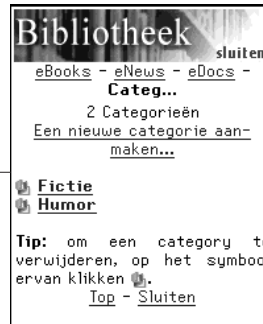 Bibliotheek
sluiten
eBooks - eNews - eDocs -
Categ...
2 Categorieën
Een nieuwe categorie aan-
maken...
Fictie
Humor
Tip: om een category te
verwijderen, op het symboo
ervan klikken .
Top - Sluiten